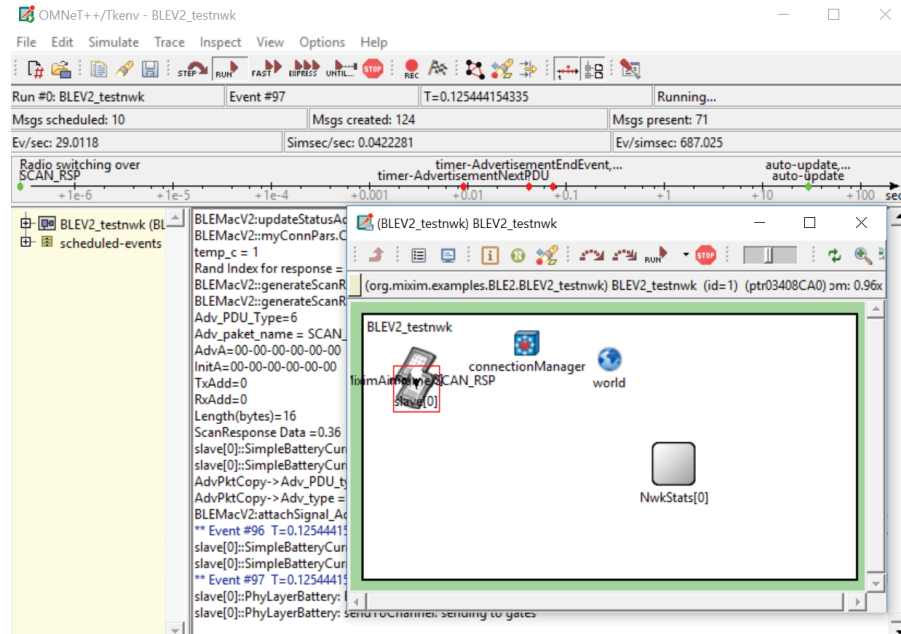 OMNeT++/Tkenv - BLEV2_testnwk
File Edit Simulate Trace Inspect View Options Help
STEP RUN FAST EXPRESS UNTIL... STOP REC
Run #0: BLEV2_testnwk Event #97 T=0.125444154335 Running...
Msgs scheduled: 10 Msgs created: 124 Msgs present: 71
Ev/sec: 29.0118 Simsec/sec: 0.0422281 Ev/simsec: 687.025
Radio switching over timer-AdvertisementEndEvent,... auto-update,...
SCAN_RSP timer-AdvertisementNextPDU auto-update
+1e-6 +1e-5 +1e-4 +0.001 +0.01 +0.1 +1 +10 +100 sec
BLEV2_testnwk (BL
scheduled-events
BLEMacV2:updateStatusAd
BLEMacV2::myConnPars.C
temp_c = 1
Rand Index for response =
BLEMacV2::generateScanR
BLEMacV2::generateScanR
Adv_PDU_Type=6
Adv_paket_name = SCAN_
AdvA=00-00-00-00-00-00
InitA=00-00-00-00-00-00
TxAdd=0
RxAdd=0
Length(bytes)=16
ScanResponse Data =0.36
slave[0]::SimpleBatteryCur
slave[0]::SimpleBatteryCur
AdvPktCopy->Adv_PDU_ty
AdvPktCopy->Adv_type =
BLEMacV2:attachSignal_Ad
** Event #96 T=0.12544415
slave[0]::SimpleBatteryCur
slave[0]::SimpleBatteryCur
** Event #97 T=0.12544415
slave[0]::PhyLayerBattery:
slave[0]::PhyLayerBattery: sendToChannel: sending to gates
(BLEV2_testnwk) BLEV2_testnwk
RUN STOP
(org.mixim.examples.BLE2.BLEV2_testnwk) BLEV2_testnwk (id=1) (ptr03408CA0) om: 0.96x
BLEV2_testnwk
connectionManager
SCAN_RSP
world
slave[0]
NwkStats[0]